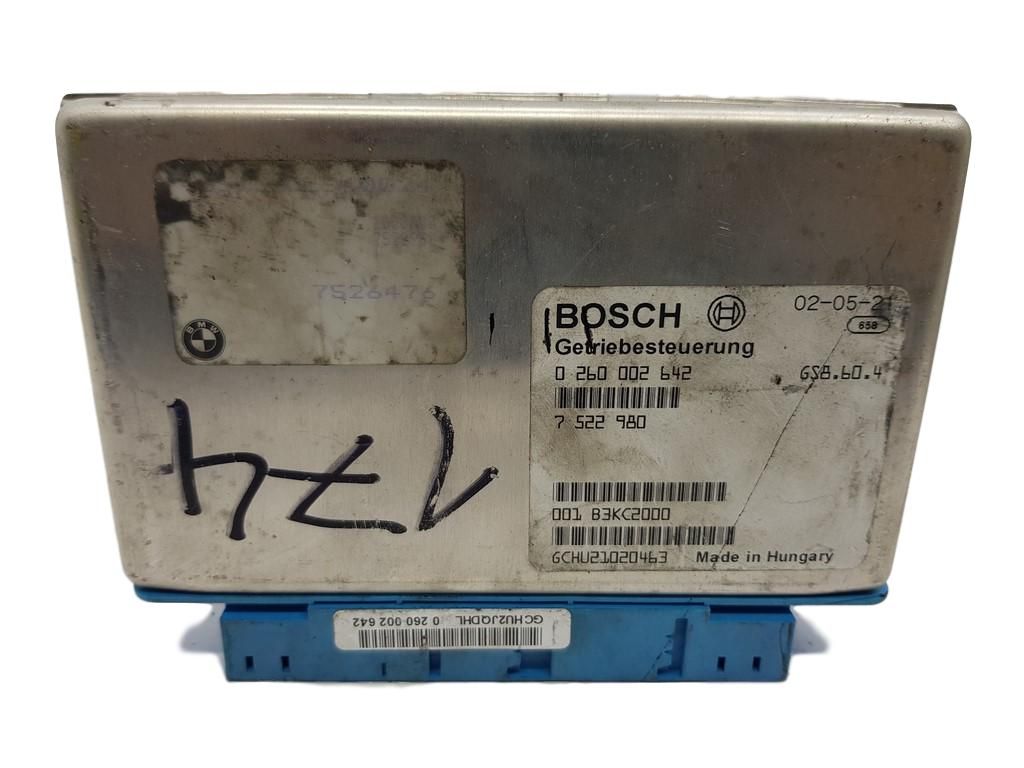 7526476
BMW
BOSCH 02-05-21
658
Getriebesteuerung
0 260 002 642 GS8.60.4
7 522 980
001 B3KC2000
GCHU21020463 Made in Hungary
174
GCHU2JQDHL 0 260 002 642